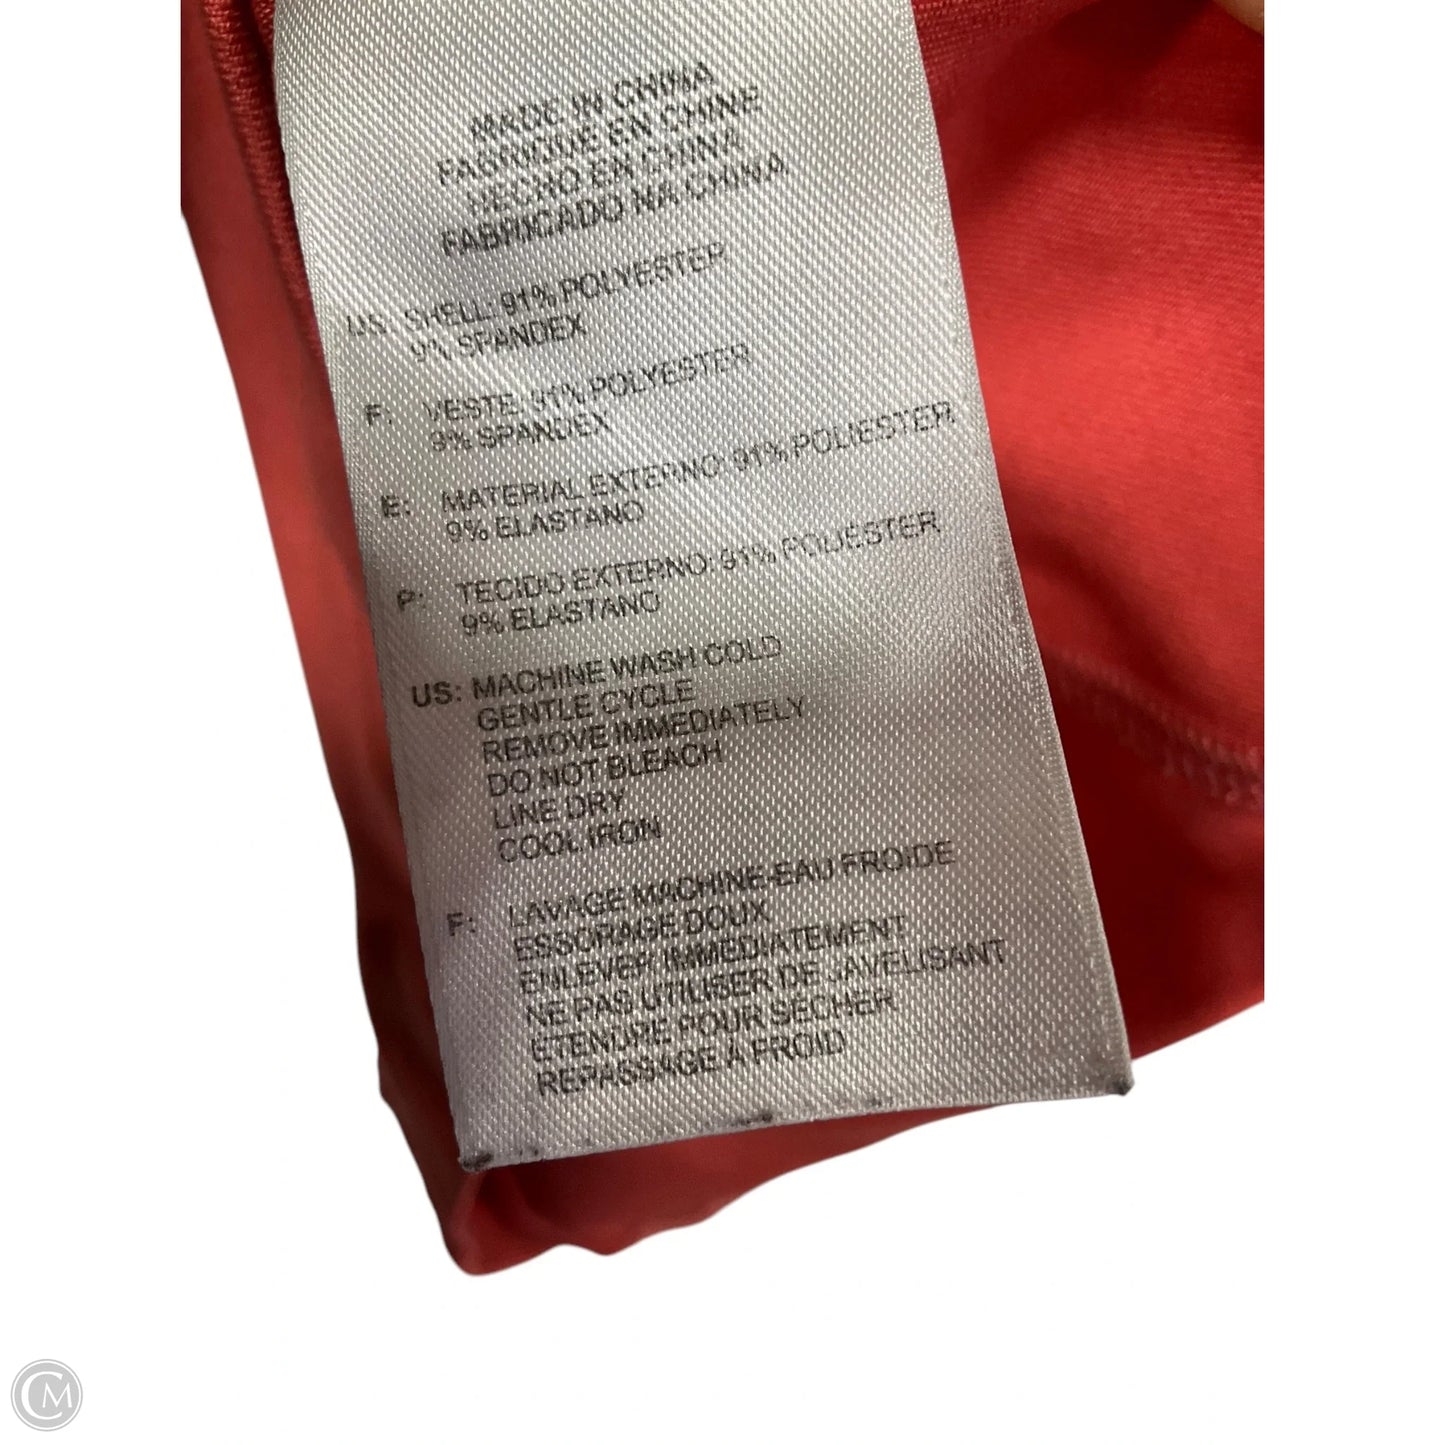 MADE IN CHINA
FABRIQUE EN CHINE
HECHO EN CHINA
FABRICADO NA CHINA
US: SHELL: 91% POLYESTER
9% SPANDEX
F: VESTE: 91% POLYESTER
9% SPANDEX
E: MATERIAL EXTERNO: 91% POLIESTER
9% ELASTANO
P: TECIDO EXTERNO: 91% POLIÉSTER
9% ELASTANO
US: MACHINE WASH COLD
GENTLE CYCLE
REMOVE IMMEDIATELY
DO NOT BLEACH
LINE DRY
COOL IRON
F: LAVAGE MACHINE-EAU FROIDE
ESSORAGE DOUX
ENLEVER IMMEDIATEMENT
NE PAS UTILISER DE JAVELISANT
ETENDRE POUR SÉCHER
REPASSAGE A FROID
CM